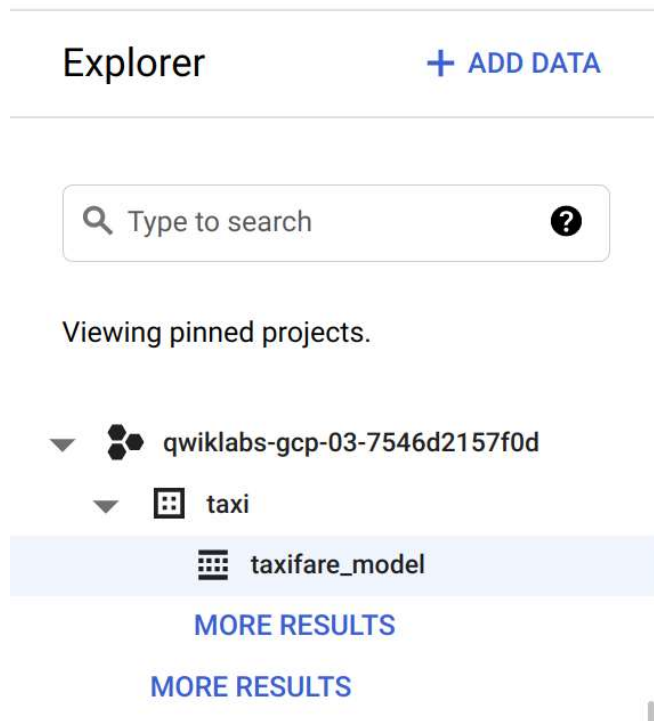 Explorer + ADD DATA
Type to search ?
Viewing pinned projects.
qwiklabs-gcp-03-7546d2157f0d
taxi
taxifare_model
MORE RESULTS
MORE RESULTS